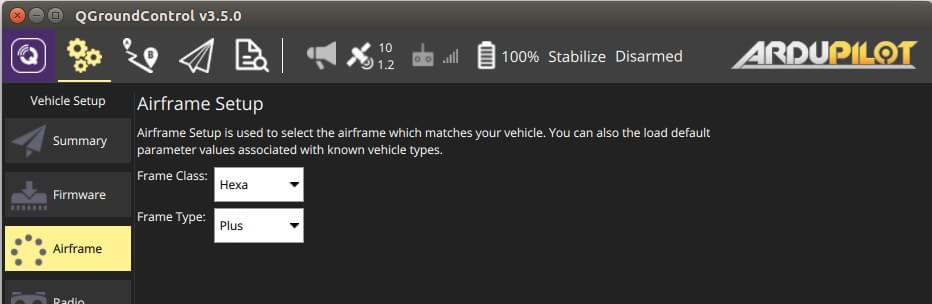 QGroundControl v3.5.0
10
1.2
100% Stabilize Disarmed
ARDUPILOT
Vehicle Setup
Summary
Firmware
Airframe
Radio
Airframe Setup
Airframe Setup is used to select the airframe which matches your vehicle. You can also the load default
parameter values associated with known vehicle types.
Frame Class: Hexa
Frame Type: Plus